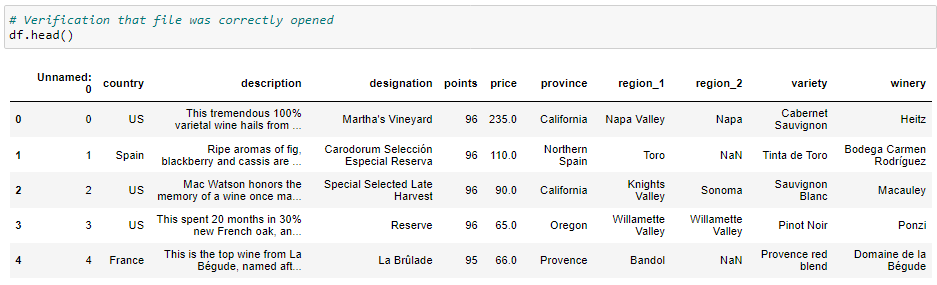 # Verification that file was correctly opened
df.head()
Unnamed: 0 country description designation points price province region_1 region_2 variety winery
0 0 US This tremendous 100% varietal wine hails from ... Martha's Vineyard 96 235.0 California Napa Valley Napa Cabernet Sauvignon Heitz
1 1 Spain Ripe aromas of fig, blackberry and cassis are ... Carodorum Selección Especial Reserva 96 110.0 Northern Spain Toro NaN Tinta de Toro Bodega Carmen Rodríguez
2 2 US Mac Watson honors the memory of a wine once ma... Special Selected Late Harvest 96 90.0 California Knights Valley Sonoma Sauvignon Blanc Macauley
3 3 US This spent 20 months in 30% new French oak, an... Reserve 96 65.0 Oregon Willamette Valley Willamette Valley Pinot Noir Ponzi
4 4 France This is the top wine from La Bégude, named aft... La Brûlade 95 66.0 Provence Bandol NaN Provence red blend Domaine de la Bégude